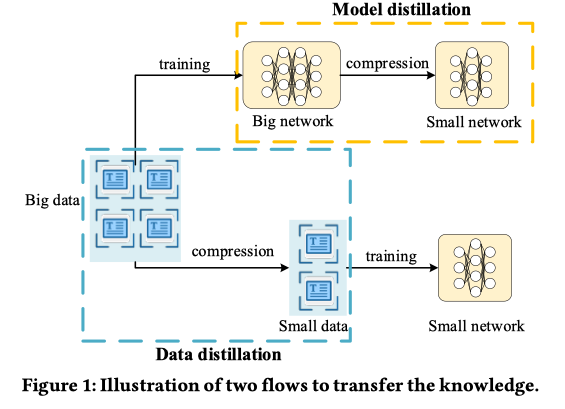 Model distillation
training
compression
Big network
Small network
Big data
compression
training
Small data
Small network
Data distillation
Figure 1: Illustration of two flows to transfer the knowledge.